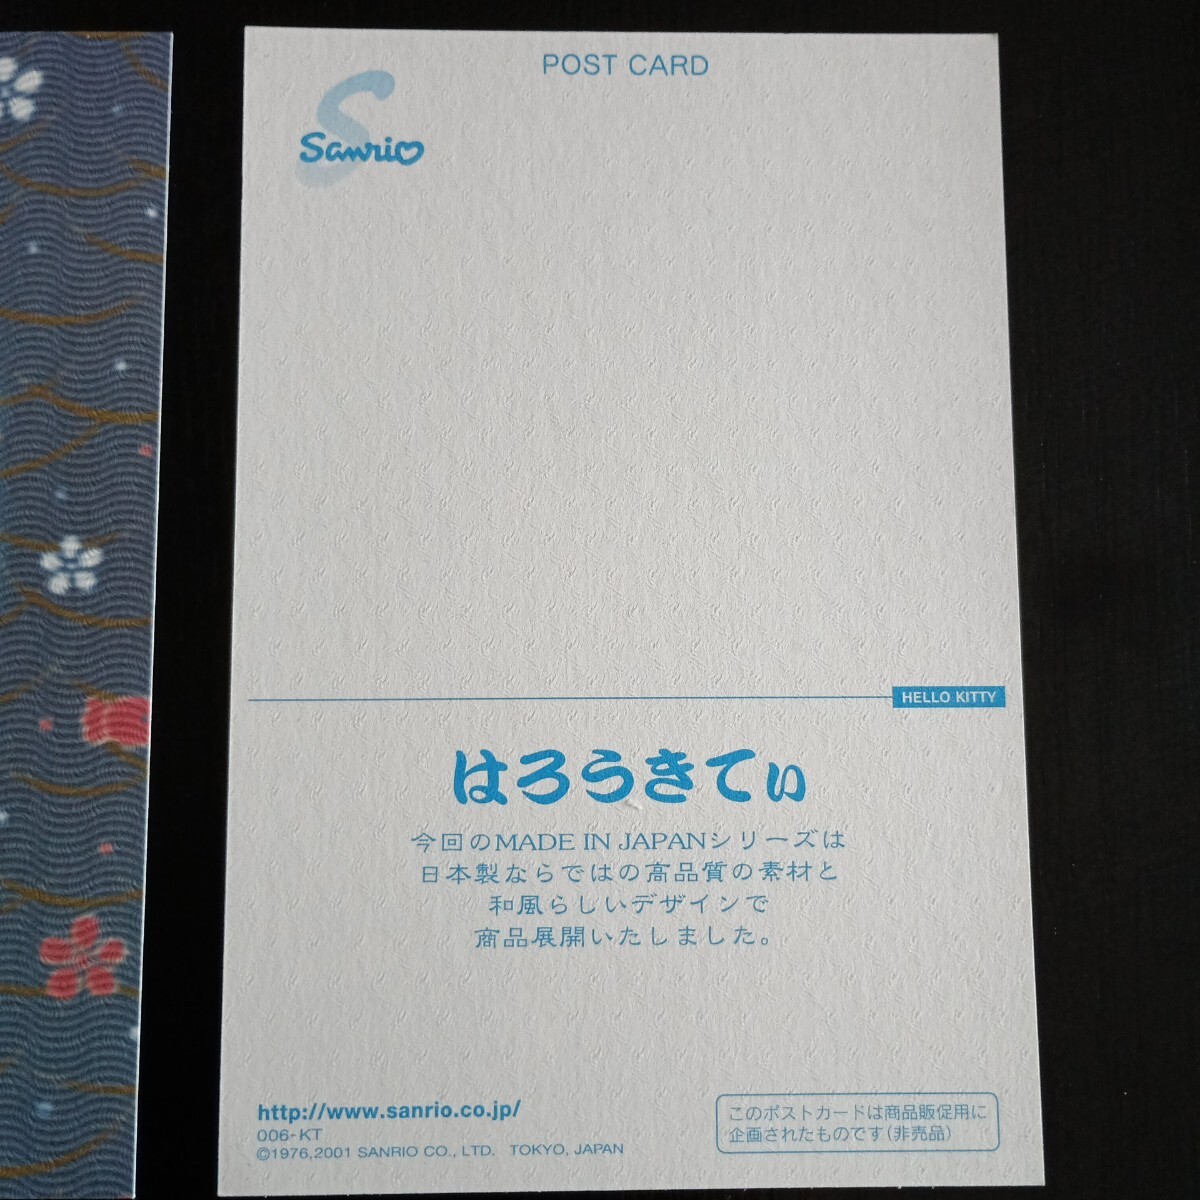 POST CARD
S
Sanrio
HELLO KITTY
はろうきてぃ
今回のMADE IN JAPANシリーズは
日本製ならではの高品質の素材と
和風らしいデザインで
商品展開いたしました。
http://www.sanrio.co.jp/
006-KT
©1976,2001 SANRIO CO., LTD. TOKYO, JAPAN
このポストカードは商品販促用に
企画されたものです(非売品)